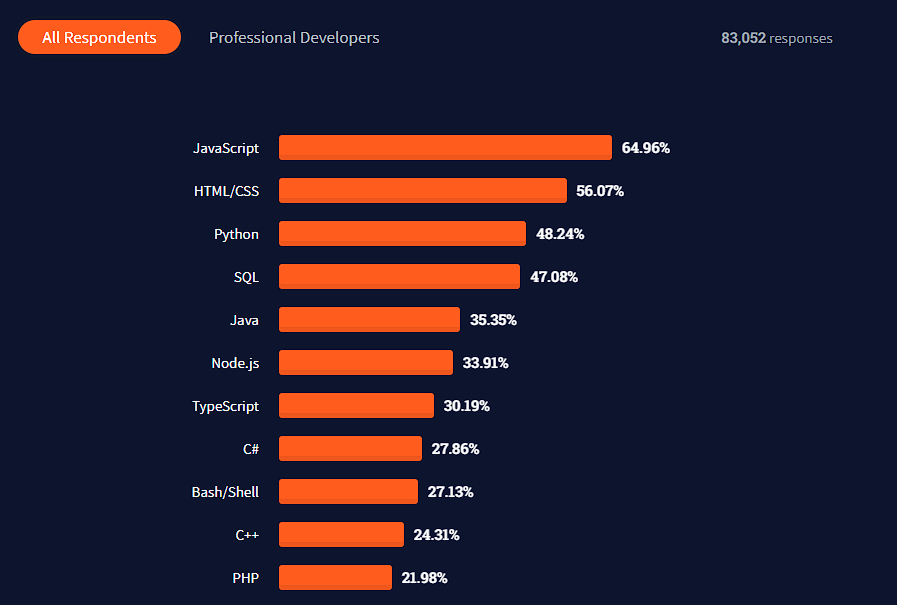 All Respondents Professional Developers 83,052 responses
JavaScript 64.96%
HTML/CSS 56.07%
Python 48.24%
SQL 47.08%
Java 35.35%
Node.js 33.91%
TypeScript 30.19%
C# 27.86%
Bash/Shell 27.13%
C++ 24.31%
PHP 21.98%